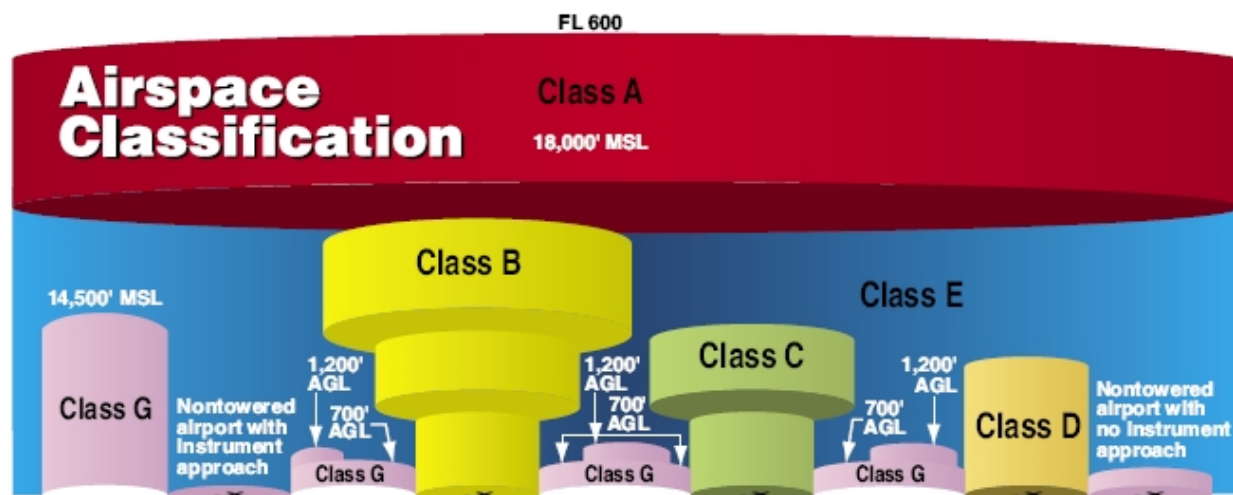 FL 600
Airspace
Classification
Class A
18,000' MSL
Class B
14,500' MSL
Class E
Class C
1,200'
AGL
1,200'
AGL
1,200'
AGL
Class G
Nontowered
airport with
Instrument
approach
700'
AGL
700'
AGL
700'
AGL
Class D
Nontowered
airport with
no Instrument
approach
Class G
Class G
Class G